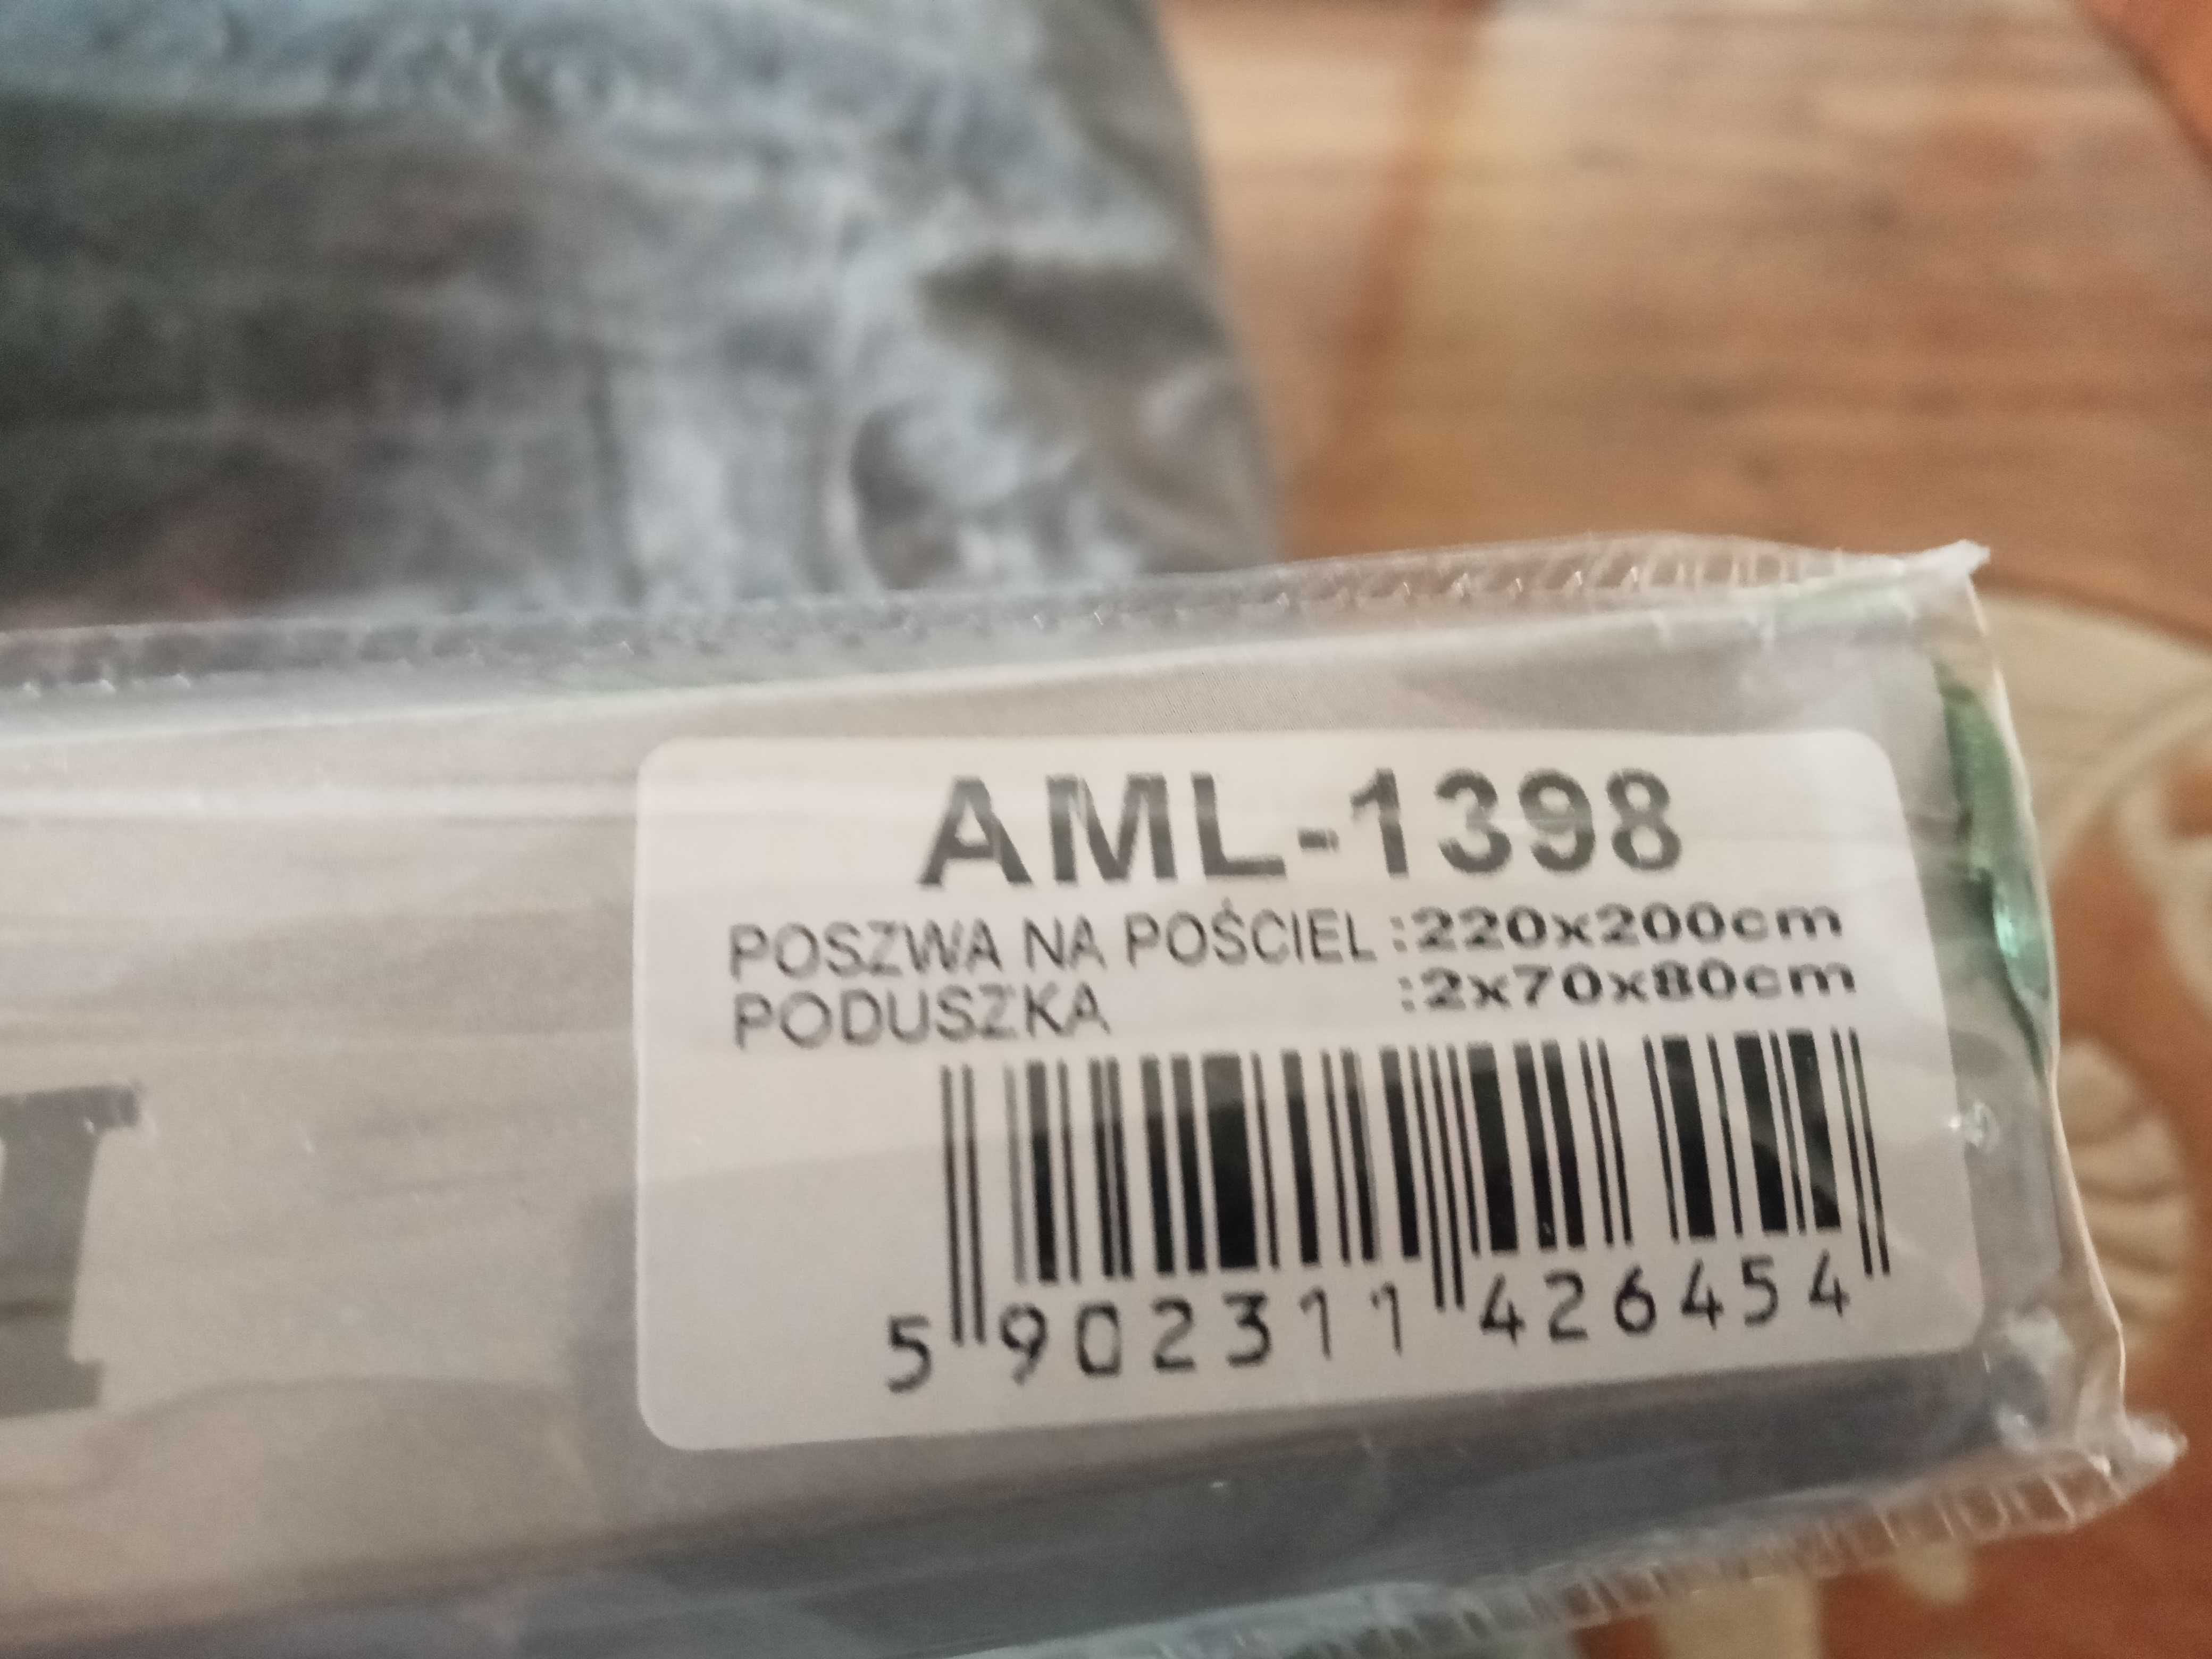 AML-1398
POSZWA NA POŚCIEL :220x200cm
PODUSZKA :2x70x80cm
5 902311 426454